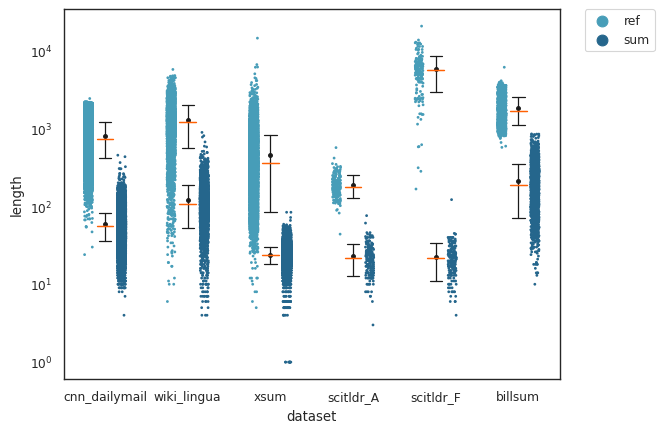 ref
sum
10⁴
10³
10²
10¹
10⁰
length
cnn_dailymail wiki_lingua xsum scitldr_A scitldr_F billsum
dataset